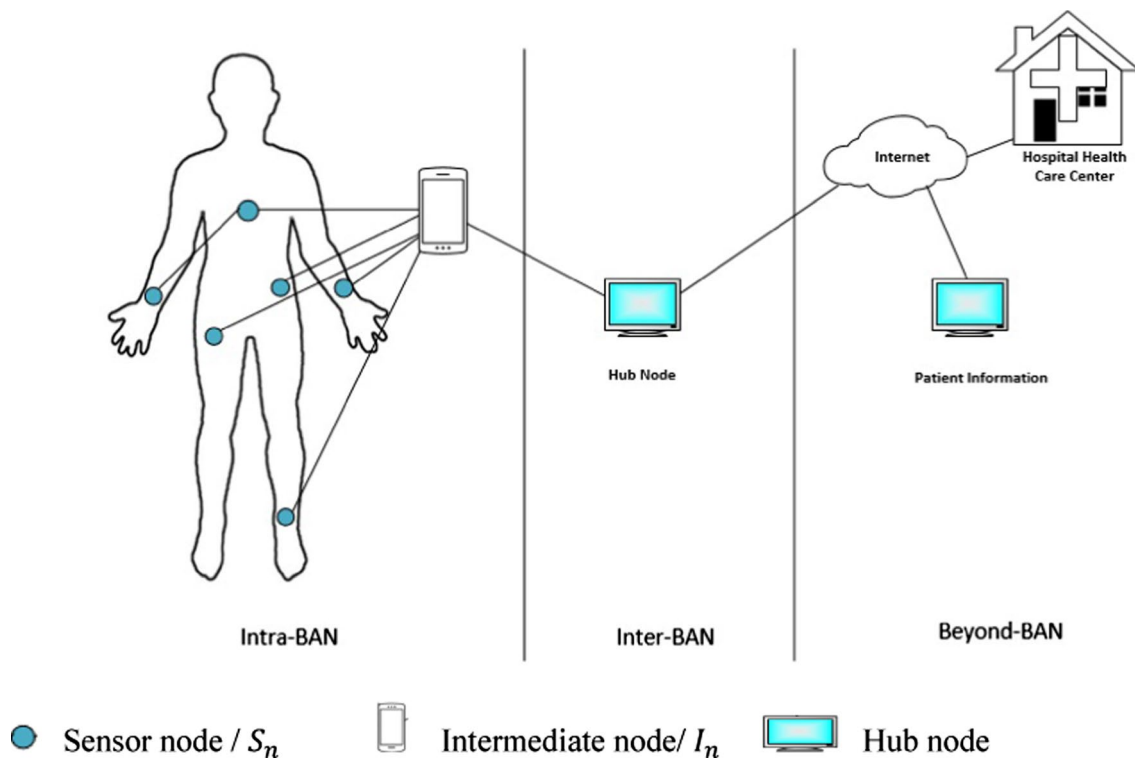 Internet
Hospital Health
Care Center
Hub Node
Patient Information
Intra-BAN
Inter-BAN
Beyond-BAN
Sensor node / Sₙ
Intermediate node/ Iₙ
Hub node